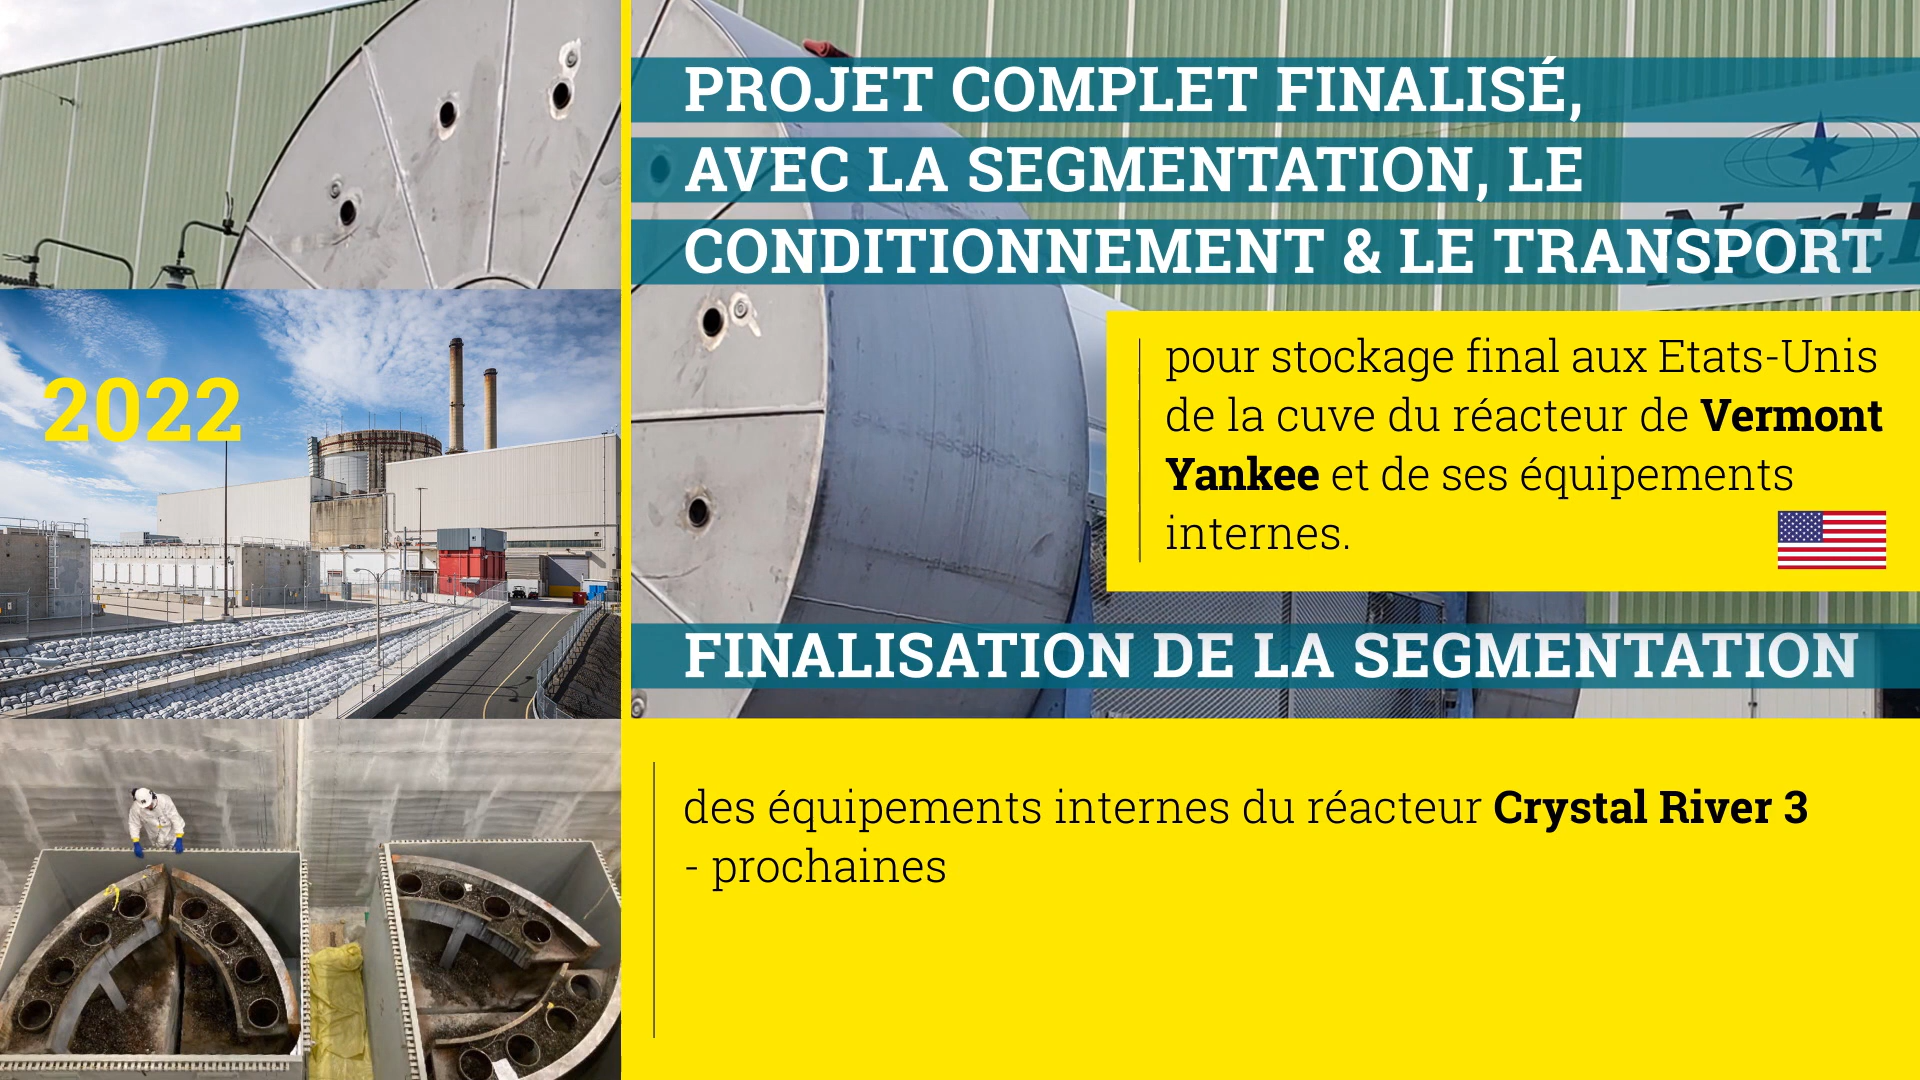 PROJET COMPLET FINALISÉ,
AVEC LA SEGMENTATION, LE
CONDITIONNEMENT & LE TRANSPORT
2022
pour stockage final aux Etats-Unis
de la cuve du réacteur de Vermont
Yankee et de ses équipements
internes.
FINALISATION DE LA SEGMENTATION
des équipements internes du réacteur Crystal River 3
- prochaines